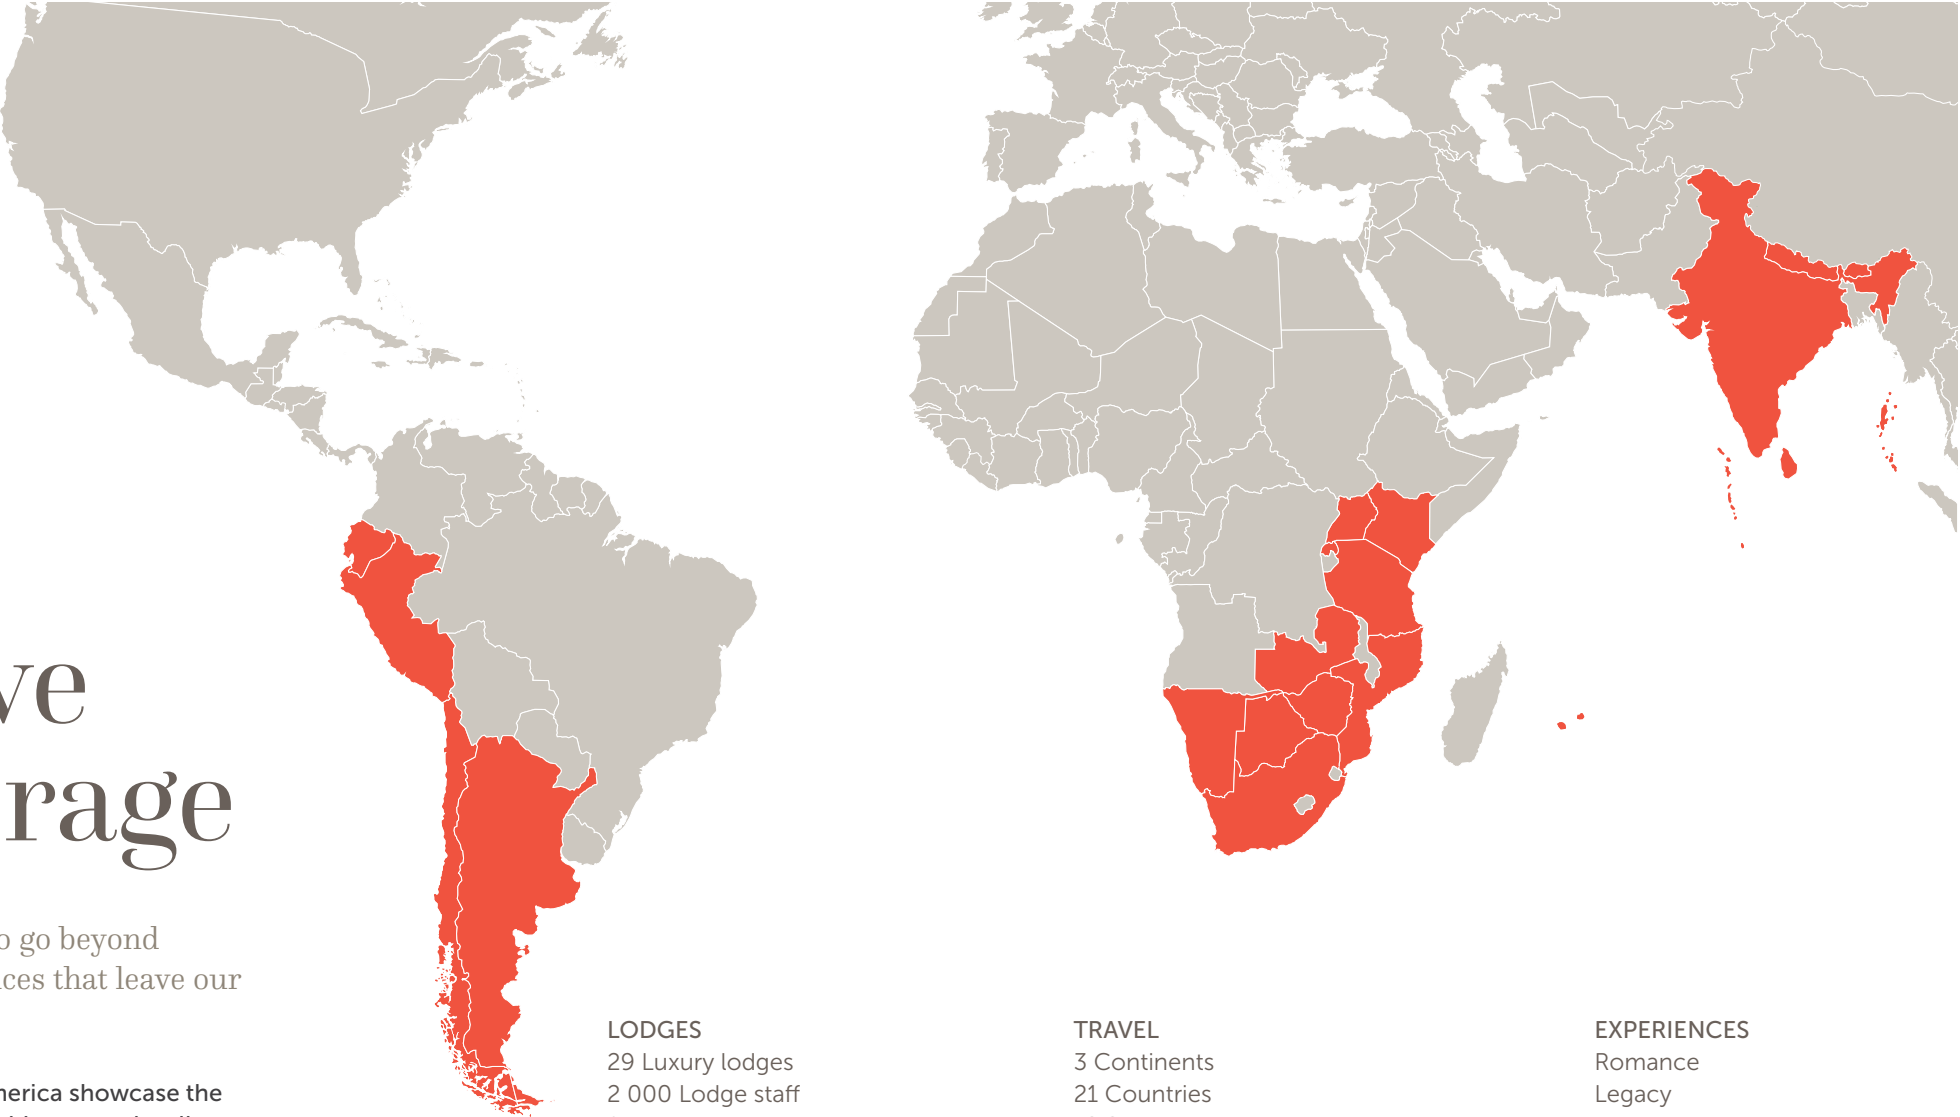 ve
rage
o go beyond
ces that leave our
merica showcase the
LODGES
29 Luxury lodges
2 000 Lodge staff
TRAVEL
3 Continents
21 Countries
EXPERIENCES
Romance
Legacy